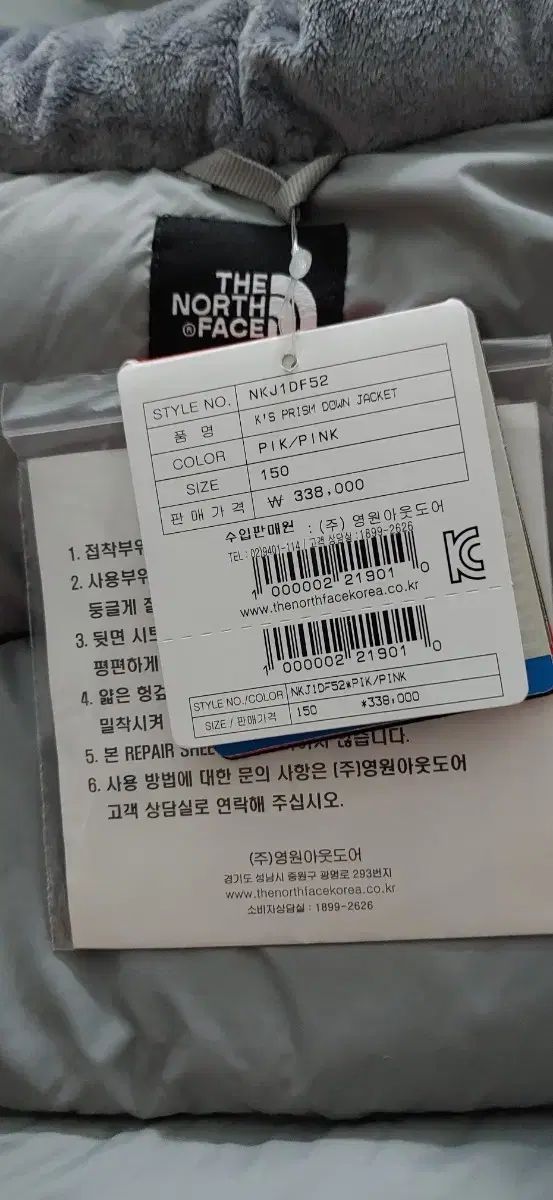 THE
NORTH
FACE
®
STYLE NO. NKJ1DF52
품 명 K'S PRISM DOWN JACKET
COLOR PIK/PINK
SIZE 150
판 매 가 격 ₩ 338,000
수입판매원 : (주) 영원아웃도어
TEL : 02)9401-114 / 고객 상담실 : 1899-2626
1 000002 21901 0
www.thenorthfacekorea.co.kr
1 000002 21901 0
STYLE NO./COLOR NKJ1DF52*PIK/PINK
SIZE / 판매가격 150 *338,000
1. 접착부위
2. 사용부위
둥글게
3. 뒷면 시트
평편하게
4. 얇은 헝겊
밀착시켜
5. 본 REPAIR 않습니다.
6. 사용 방법에 대한 문의 사항은 (주)영원아웃도어
고객 상담실로 연락해 주십시오.
(주)영원아웃도어
경기도 성남시 중원구 광명로 293번지
www.thenorthfacekorea.co.kr
소비자상담실 : 1899-2626